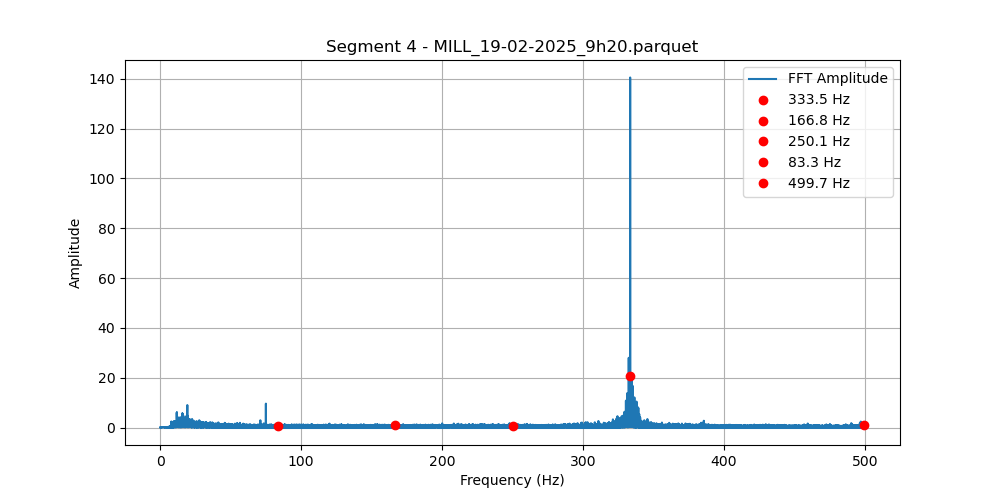 Segment 4 - MILL_19-02-2025_9h20.parquet
FFT Amplitude
333.5 Hz
166.8 Hz
250.1 Hz
83.3 Hz
499.7 Hz
140
120
100
80
60
40
20
0
Amplitude
0 100 200 300 400 500
Frequency (Hz)